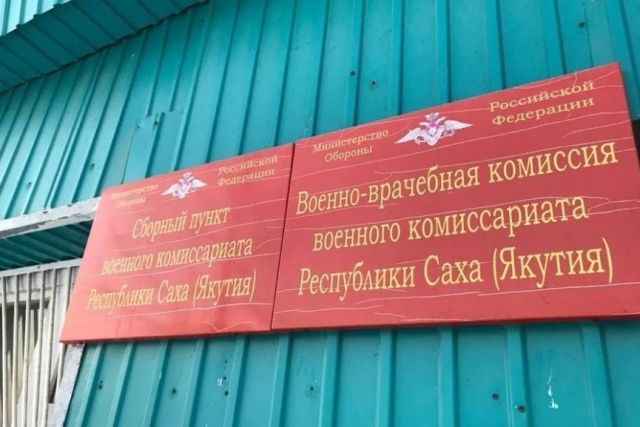 Министерство
Обороны
Российской
Федерации
Сборный пункт
военного комиссариата
Республики Саха (Якутия)
Министерство
Обороны
Российской
Федерации
Военно-врачебная комиссия
военного комиссариата
Республики Саха (Якутия)